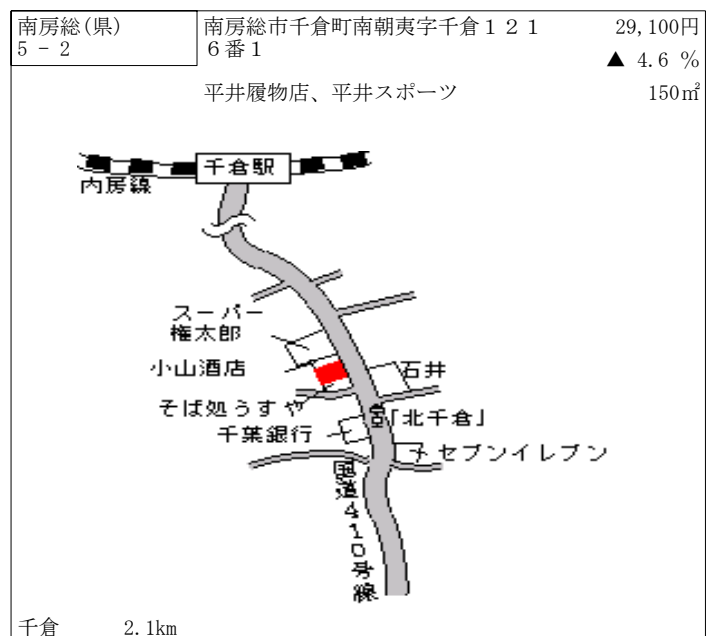 南房総(県)
5 - 2
南房総市千倉町南朝夷字千倉121
6番1
29,100円
▲ 4.6 %
平井履物店、平井スポーツ
150㎡
千倉駅
内房線
スーパー
権太郎
小山酒店
石井
そば処うすや
「北千倉」
千葉銀行
セブンイレブン
国道410号線
千倉 2.1km